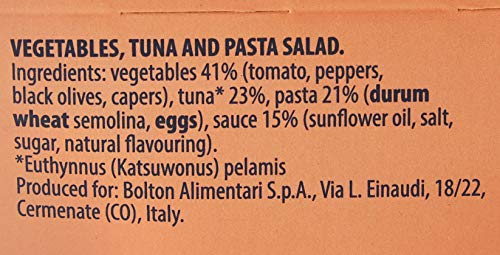 VEGETABLES, TUNA AND PASTA SALAD.
Ingredients: vegetables 41% (tomato, peppers,
black olives, capers), tuna* 23%, pasta 21% (durum
wheat semolina, eggs), sauce 15% (sunflower oil, salt,
sugar, natural flavouring).
*Euthynnus (Katsuwonus) pelamis
Produced for: Bolton Alimentari S.p.A., Via L. Einaudi, 18/22,
Cermenate (CO), Italy.